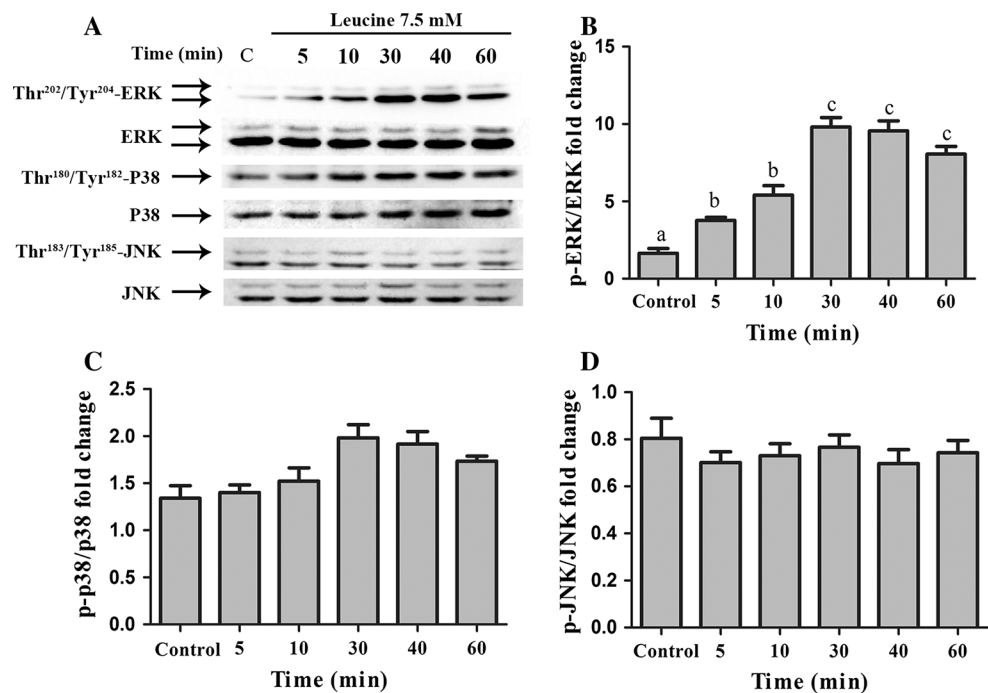 A
Leucine 7.5 mM
Time (min) C 5 10 30 40 60
Thr202/Tyr204-ERK
ERK
Thr180/Tyr182-P38
P38
Thr183/Tyr185-JNK
JNK
B
p-ERK/ERK fold change
15
10
5
0
a b b c c c
Control 5 10 30 40 60
Time (min)
C
p-p38/p38 fold change
2.5
2.0
1.5
1.0
0.5
0.0
Control 5 10 30 40 60
Time (min)
D
p-JNK/JNK fold change
1.0
0.8
0.6
0.4
0.2
0.0
Control 5 10 30 40 60
Time (min)